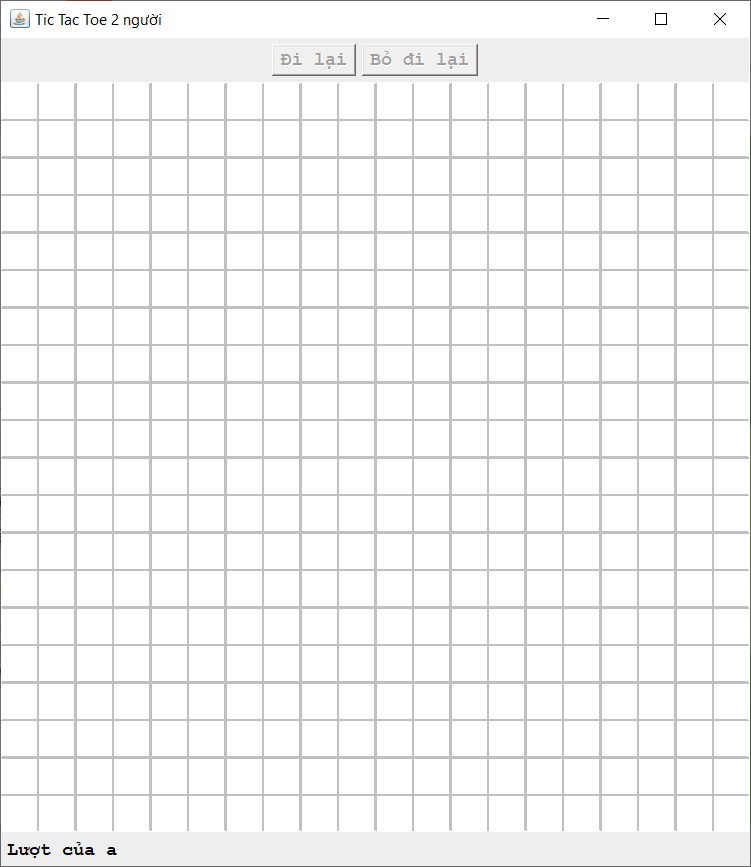 Tic Tac Toe 2 người
Đi lại Bỏ đi lại
Lượt của a